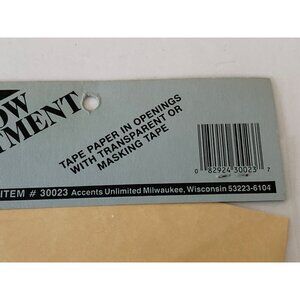 OW
TMENT
TAPE PAPER IN OPENINGS
WITH TRANSPARENT OR
MASKING TAPE
0 82924 30023 7
ITEM # 30023 Accents Unlimited Milwaukee, Wisconsin 53223-6104